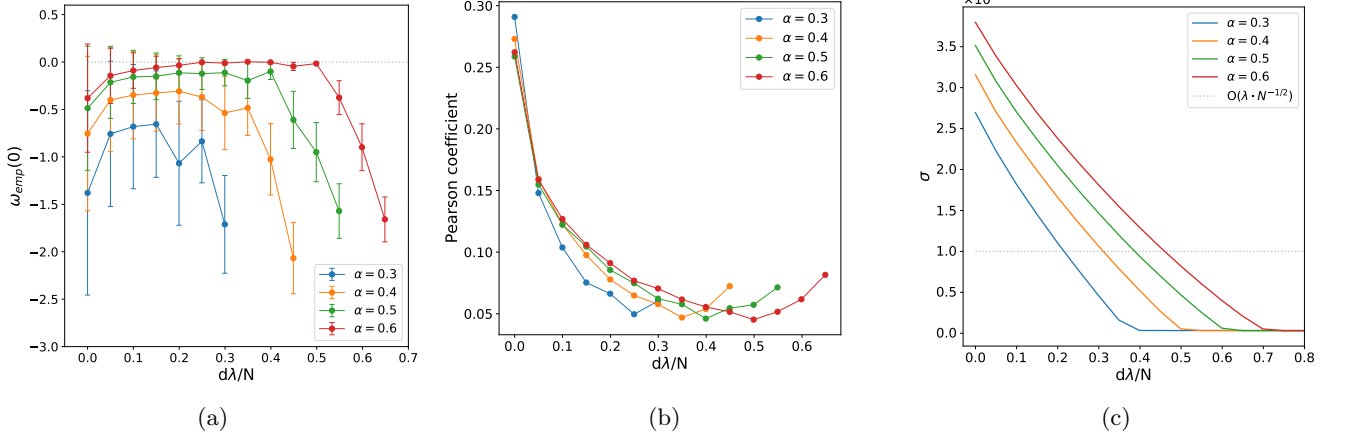 0.0
−0.5
−1.0
−1.5
−2.0
−2.5
−3.0
ω_emp(0)
0.0 0.1 0.2 0.3 0.4 0.5 0.6 0.7
dλ/N
α = 0.3
α = 0.4
α = 0.5
α = 0.6
(a)
0.30
0.25
0.20
0.15
0.10
0.05
Pearson coefficient
0.0 0.1 0.2 0.3 0.4 0.5 0.6
dλ/N
α = 0.3
α = 0.4
α = 0.5
α = 0.6
(b)
3.5
3.0
2.5
2.0
1.5
1.0
0.5
0.0
σ
0.0 0.1 0.2 0.3 0.4 0.5 0.6 0.7 0.8
dλ/N
α = 0.3
α = 0.4
α = 0.5
α = 0.6
O(λ · N^{−1/2})
(c)